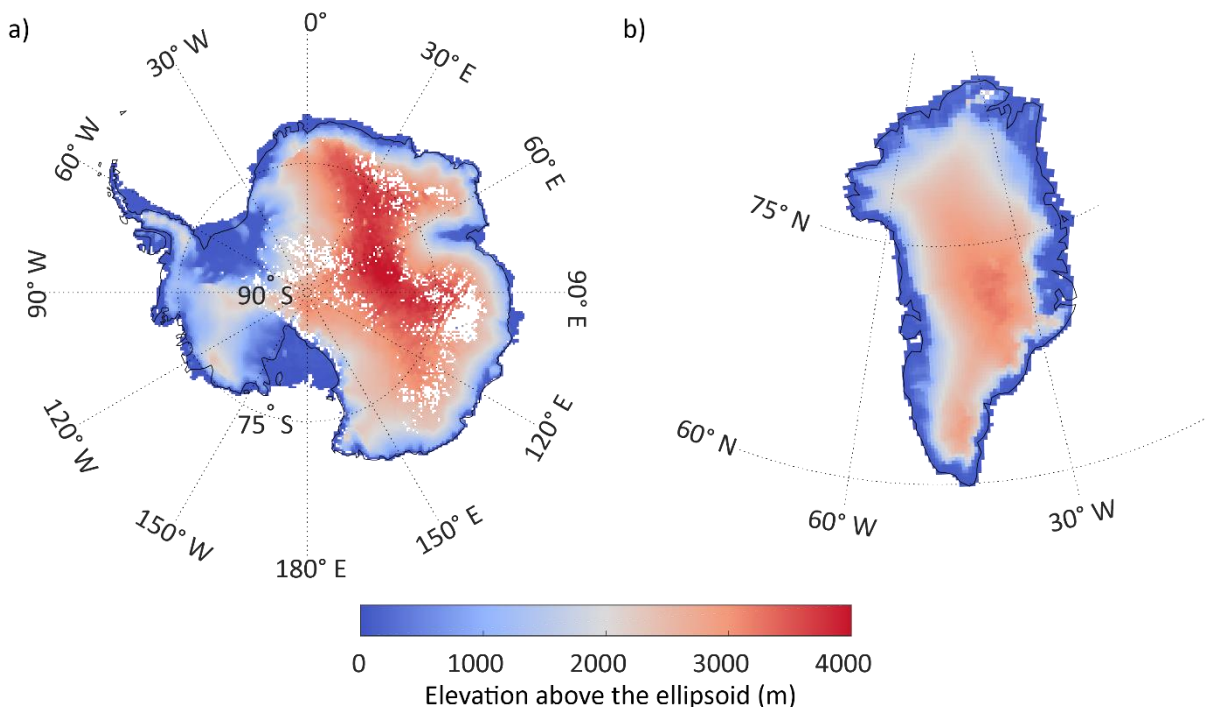 a)
0°
30° W
30° E
60° W
60° E
90° W
90° S
90° E
120° W
75° S
120° E
150° W
150° E
180° E
b)
75° N
60° N
60° W
30° W
0 1000 2000 3000 4000
Elevation above the ellipsoid (m)